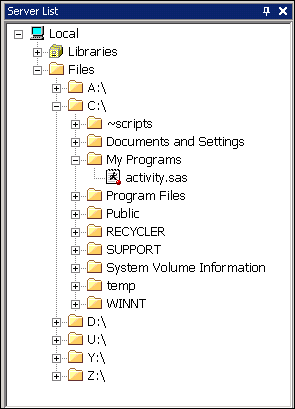 Server List
Local
Libraries
Files
A:\
C:\
~scripts
Documents and Settings
My Programs
activity.sas
Program Files
Public
RECYCLER
SUPPORT
System Volume Information
temp
WINNT
D:\
U:\
Y:\
Z:\